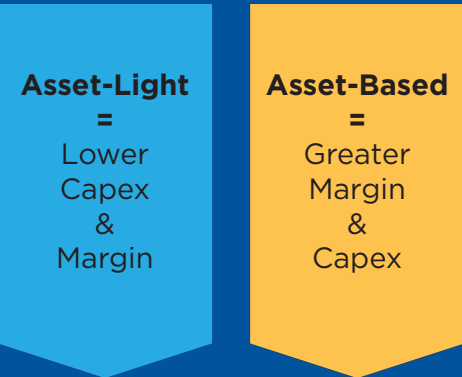 Asset-Light
=
Lower
Capex
&
Margin
Asset-Based
=
Greater
Margin
&
Capex